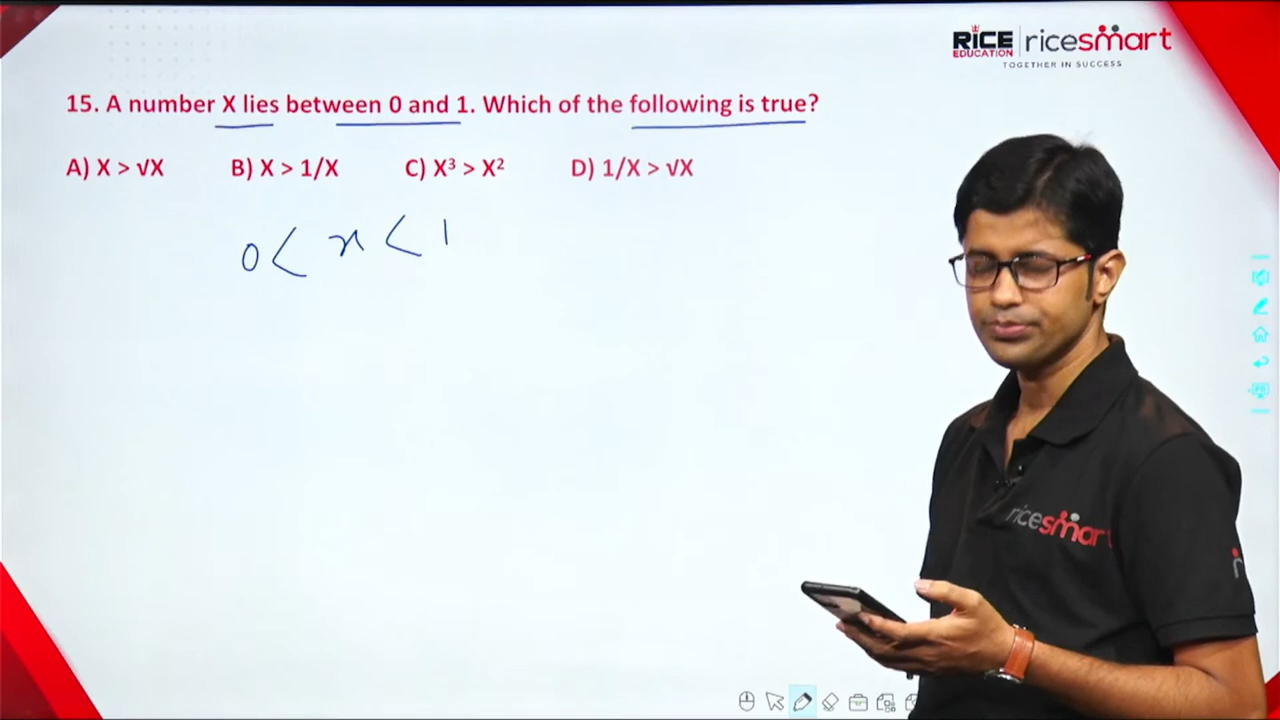 RICE EDUCATION | ricesmart
TOGETHER IN SUCCESS
15. A number X lies between 0 and 1. Which of the following is true?
A) X > √X B) X > 1/X C) X³ > X² D) 1/X > √X
0 < x < 1
ricesmart
r